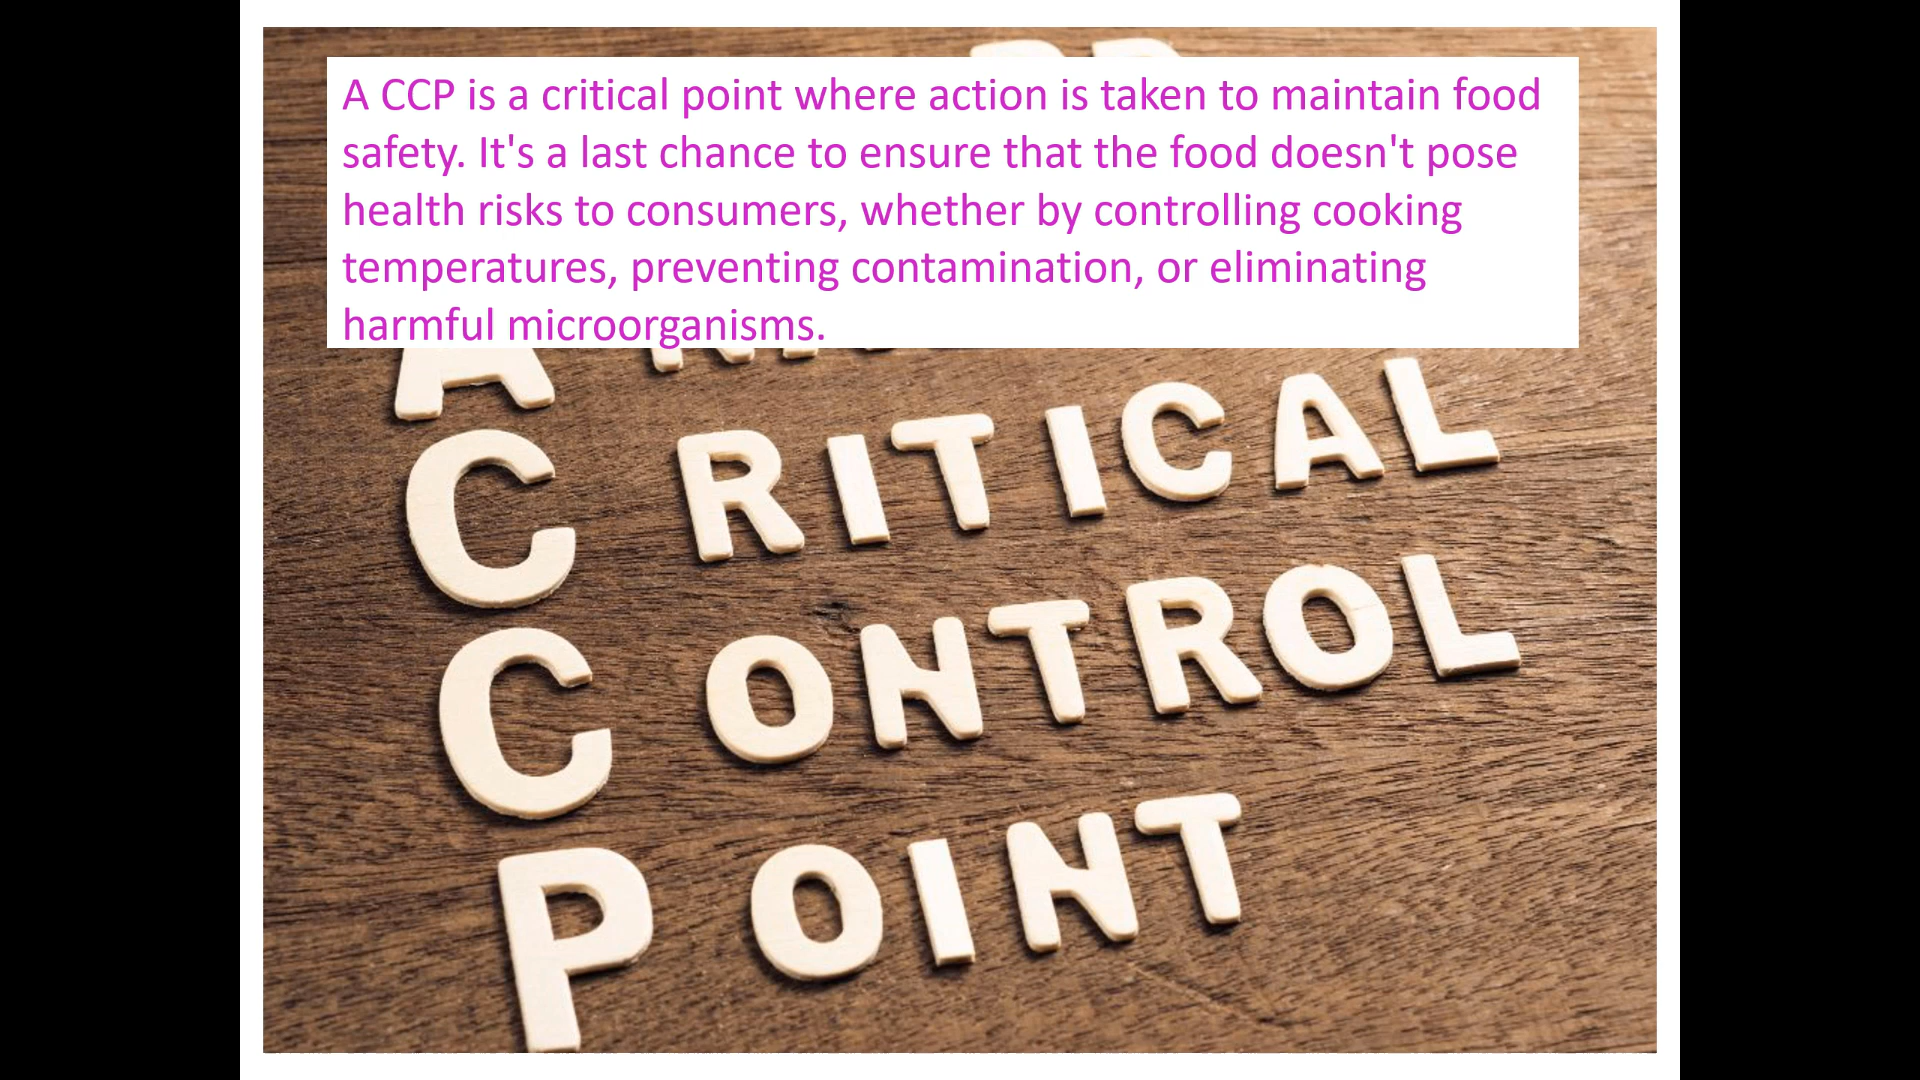 A CCP is a critical point where action is taken to maintain food
safety. It's a last chance to ensure that the food doesn't pose
health risks to consumers, whether by controlling cooking
temperatures, preventing contamination, or eliminating
harmful microorganisms.
A
CRITICAL
CONTROL
POINT